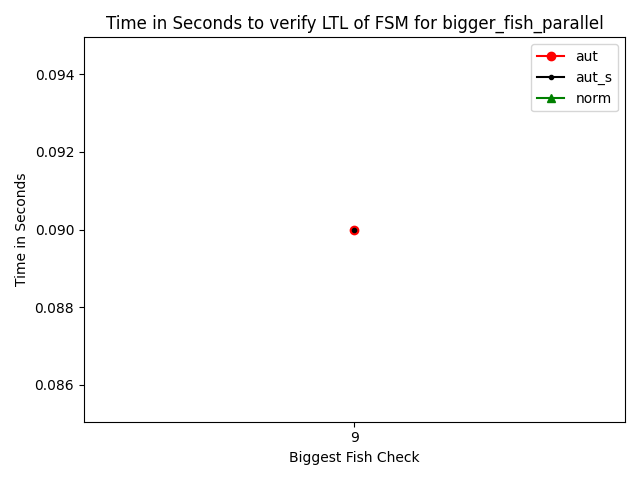 Time in Seconds to verify LTL of FSM for bigger_fish_parallel
aut
aut_s
norm
0.094
0.092
0.090
0.088
0.086
Time in Seconds
9
Biggest Fish Check